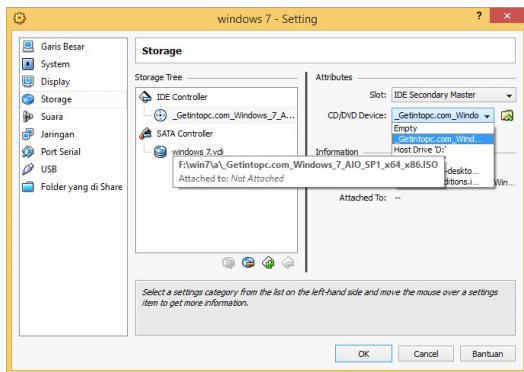 windows 7 - Setting
?
×
Garis Besar
System
Display
Storage
Suara
Jaringan
Port Serial
USB
Folder yang di Share
Storage
Storage Tree
IDE Controller
_Getintopc.com_Windows_7_A...
SATA Controller
windows 7.vdi
F:\win7\a\_Getintopc.com_Windows_7_AIO_SP1_x64_x86.ISO
Attached to: Not Attached
Attributes
Slot: IDE Secondary Master
CD/DVD Device: _Getintopc.com_Windo
Empty
_Getintopc.com_Wind...
Host Drive 'D:'
Information
-deskto...
ditions.i...
Win...
Attached To: --
Select a settings category from the list on the left-hand side and move the mouse over a settings
item to get more information.
OK
Cancel
Bantuan